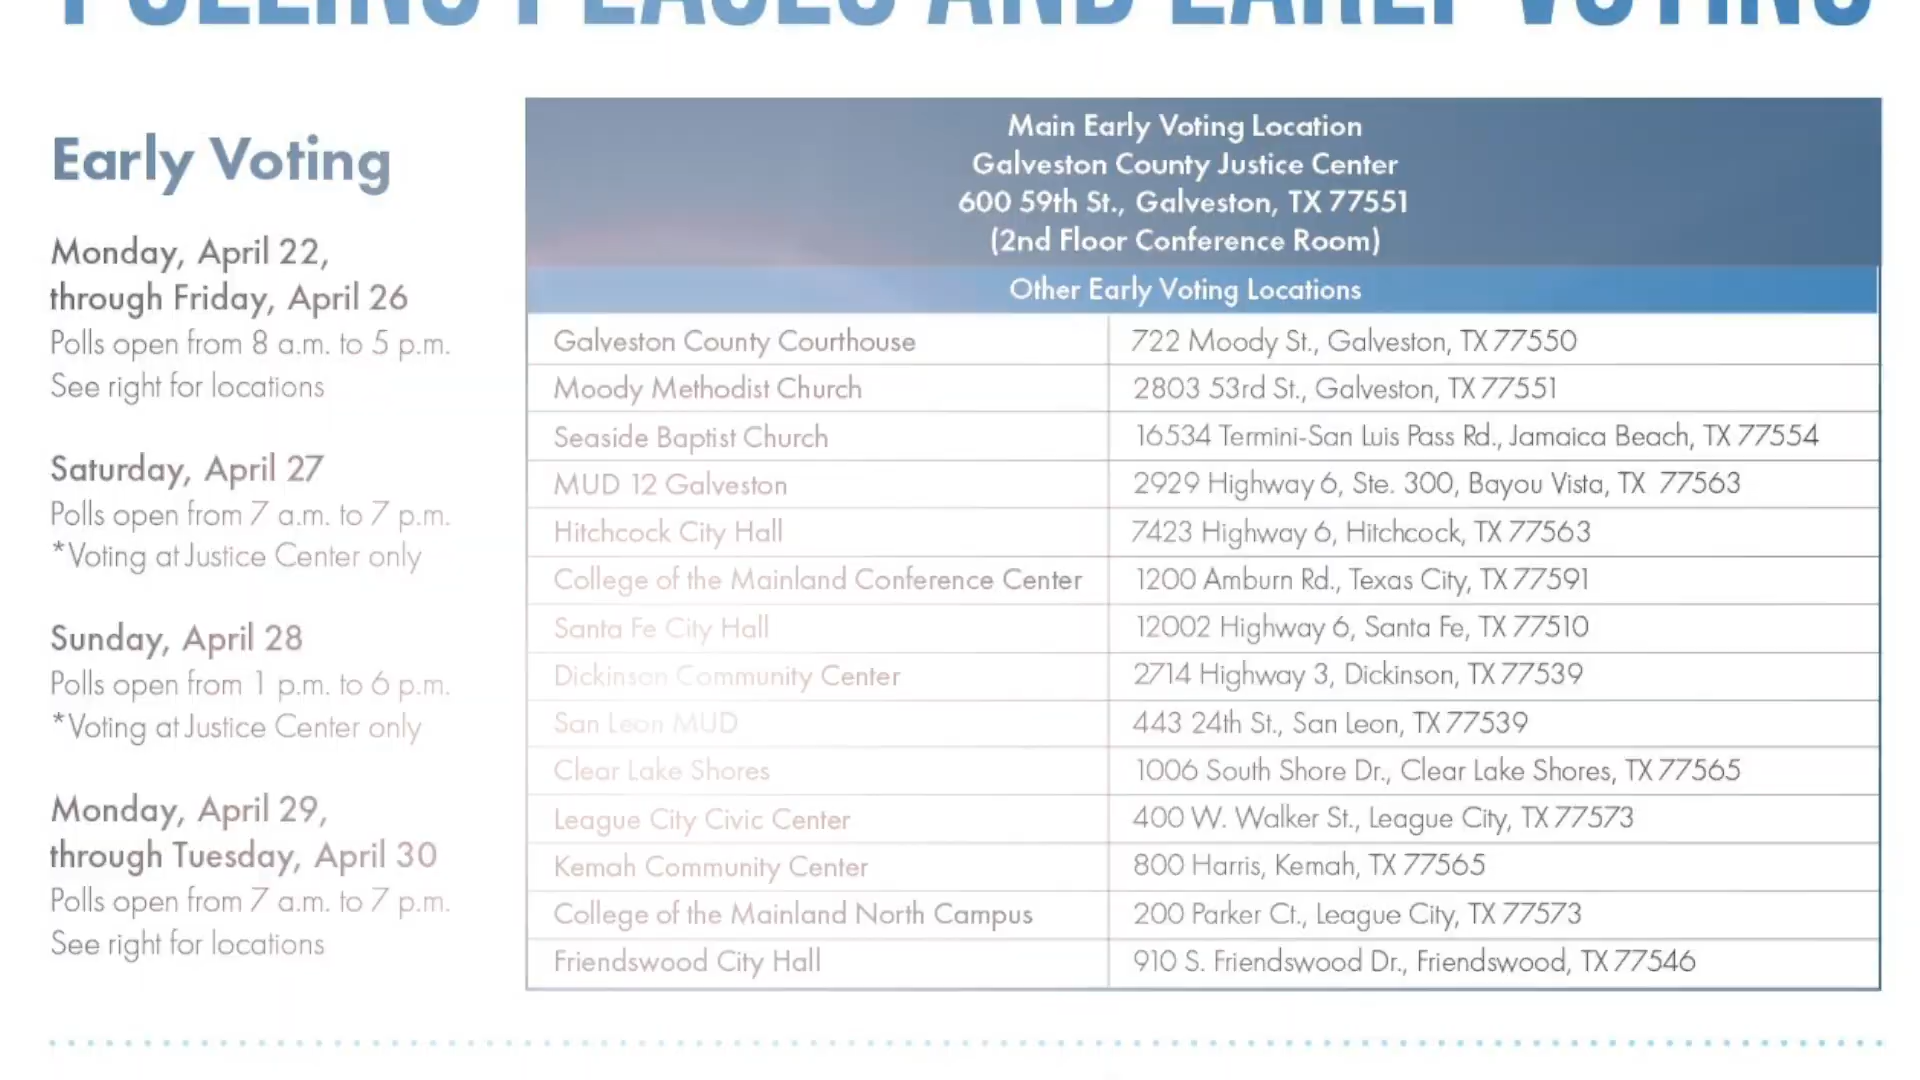 POLLING PLACES AND EARLY VOTING
Early Voting
Monday, April 22,
through Friday, April 26
Polls open from 8 a.m. to 5 p.m.
See right for locations
Saturday, April 27
Polls open from 7 a.m. to 7 p.m.
*Voting at Justice Center only
Sunday, April 28
Polls open from 1 p.m. to 6 p.m.
*Voting at Justice Center only
Monday, April 29,
through Tuesday, April 30
Polls open from 7 a.m. to 7 p.m.
See right for locations
Main Early Voting Location
Galveston County Justice Center
600 59th St., Galveston, TX 77551
(2nd Floor Conference Room)
Other Early Voting Locations
Galveston County Courthouse 722 Moody St., Galveston, TX 77550
Moody Methodist Church 2803 53rd St., Galveston, TX 77551
Seaside Baptist Church 16534 Termini-San Luis Pass Rd., Jamaica Beach, TX 77554
MUD 12 Galveston 2929 Highway 6, Ste. 300, Bayou Vista, TX 77563
Hitchcock City Hall 7423 Highway 6, Hitchcock, TX 77563
College of the Mainland Conference Center 1200 Amburn Rd., Texas City, TX 77591
Santa Fe City Hall 12002 Highway 6, Santa Fe, TX 77510
Dickinson Community Center 2714 Highway 3, Dickinson, TX 77539
San Leon MUD 443 24th St., San Leon, TX 77539
Clear Lake Shores 1006 South Shore Dr., Clear Lake Shores, TX 77565
League City Civic Center 400 W. Walker St., League City, TX 77573
Kemah Community Center 800 Harris, Kemah, TX 77565
College of the Mainland North Campus 200 Parker Ct., League City, TX 77573
Friendswood City Hall 910 S. Friendswood Dr., Friendswood, TX 77546